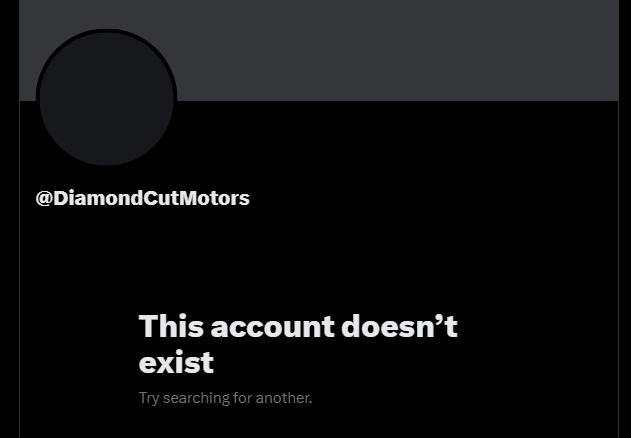 @DiamondCutMotors
This account doesn’t
exist
Try searching for another.